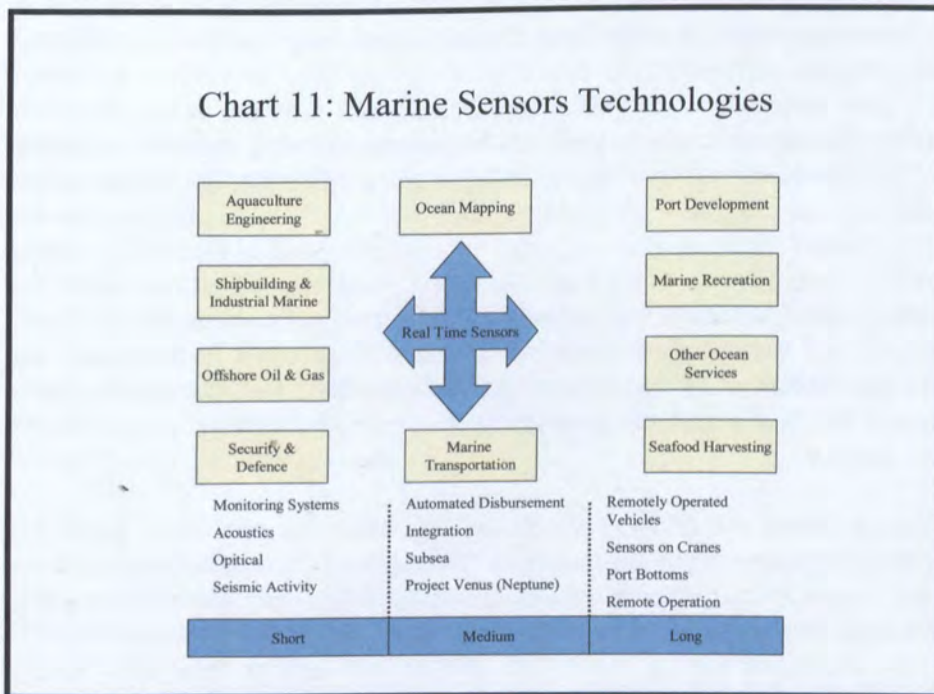 Chart 11: Marine Sensors Technologies
Aquaculture
Engineering
Ocean Mapping
Port Development
Shipbuilding &
Industrial Marine
Marine Recreation
Real Time Sensors
Offshore Oil & Gas
Other Ocean
Services
Security &
Defence
Marine
Transportation
Seafood Harvesting
Monitoring Systems
Acoustics
Opitical
Seismic Activity
Automated Disbursement
Integration
Subsea
Project Venus (Neptune)
Remotely Operated
Vehicles
Sensors on Cranes
Port Bottoms
Remote Operation
Short
Medium
Long